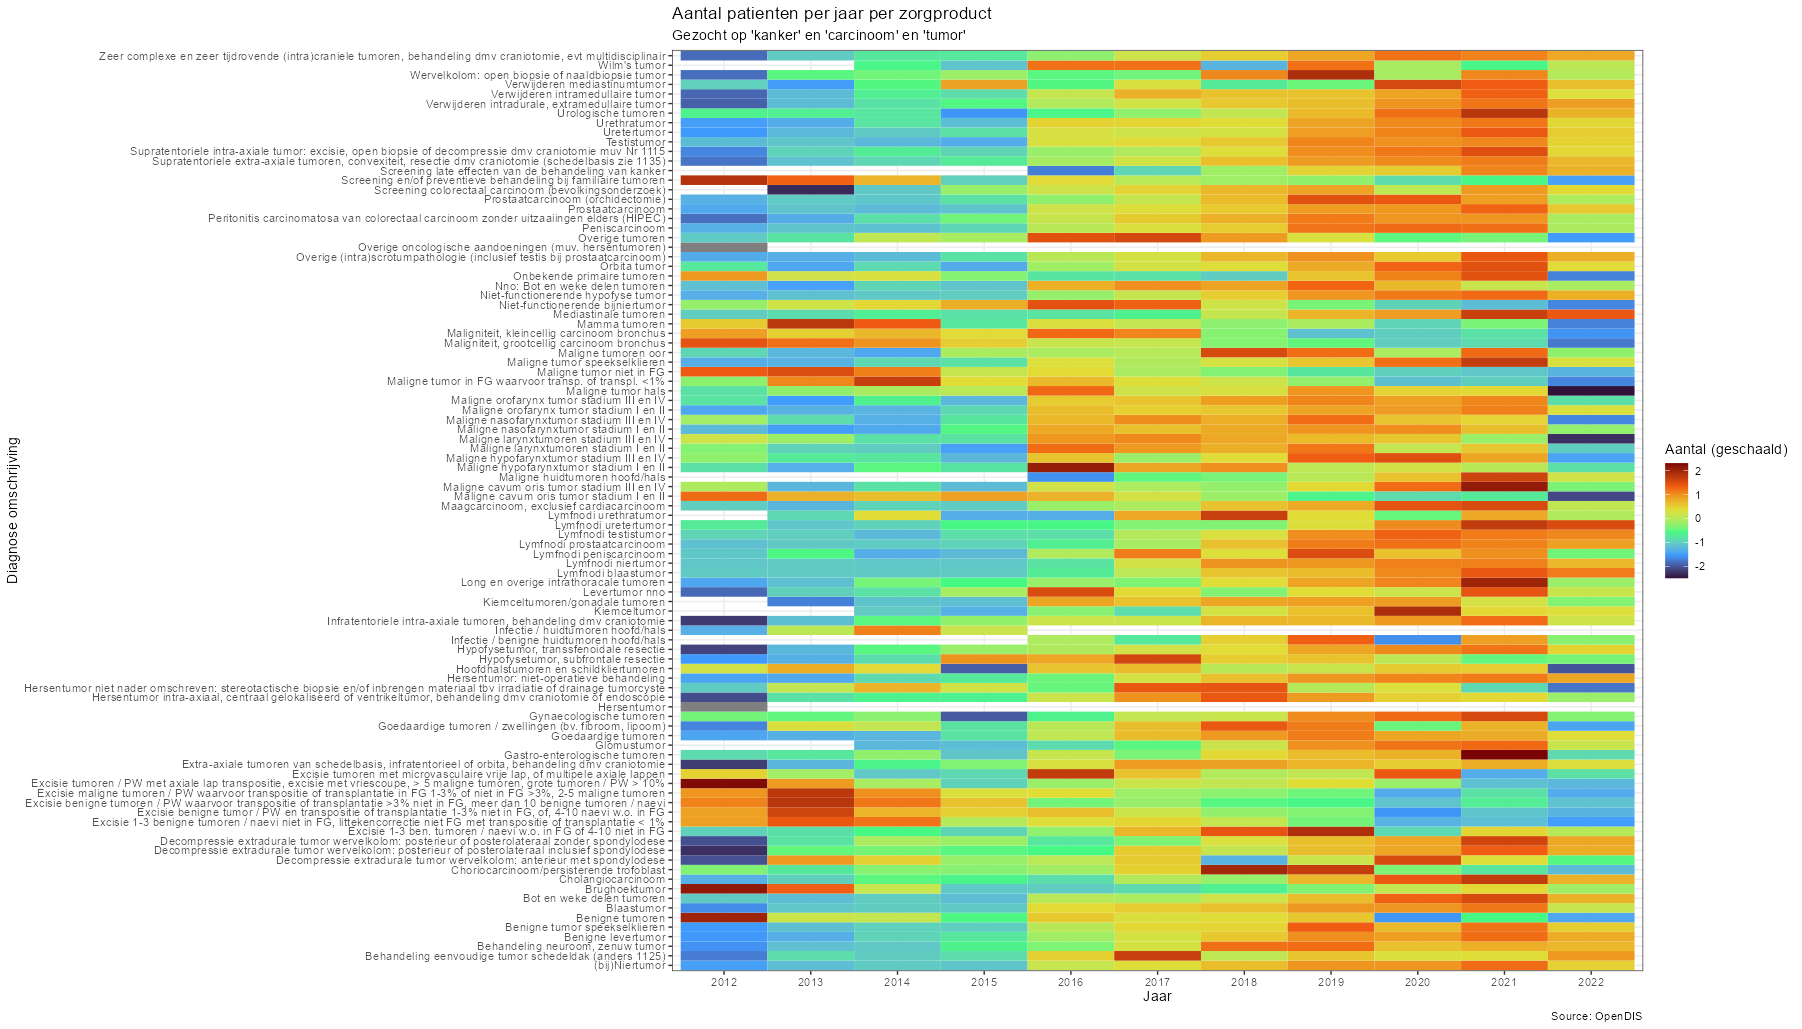 Aantal patienten per jaar per zorgproduct
Gezocht op 'kanker' en 'carcinoom' en 'tumor'
Diagnose omschrijving
Zeer complexe en zeer tijdrovende (intra)craniele tumoren, behandeling dmv craniotomie, evt multidisciplinair
Wilm's tumor
Wervelkolom: open biopsie of naaldbiopsie tumor
Verwijderen mediastinumtumor
Verwijderen intramedullaire tumor
Verwijderen intradurale, extramedullaire tumor
Urologische tumoren
Urethratumor
Uretertumor
Testistumor
Supratentoriele intra-axiale tumor: excisie, open biopsie of decompressie dmv craniotomie muv Nr 1115
Supratentoriele extra-axiale tumoren, convexiteit, resectie dmv craniotomie (schedelbasis zie 1135)
Screening late effecten van de behandeling van kanker
Screening en/of preventieve behandeling bij familiaire tumoren
Screening colorectaal carcinoom (bevolkingsonderzoek)
Prostaatcarcinoom (orchidectomie)
Prostaatcarcinoom
Peritonitis carcinomatosa van colorectaal carcinoom zonder uitzaaiingen elders (HIPEC)
Peniscarcinoom
Overige tumoren
Overige oncologische aandoeningen (muv. hersentumoren)
Overige (intra)scrotumpathologie (inclusief testis bij prostaatcarcinoom)
Orbita tumor
Onbekende primaire tumoren
Nno: Bot en weke delen tumoren
Niet-functionerende hypofyse tumor
Niet-functionerende bijniertumor
Mediastinale tumoren
Mamma tumoren
Maligniteit, kleincellig carcinoom bronchus
Maligniteit, grootcellig carcinoom bronchus
Maligne tumoren oor
Maligne tumor speekselklieren
Maligne tumor niet in FG
Maligne tumor in FG waarvoor transp. of transpl. <1%
Maligne tumor hals
Maligne orofarynx tumor stadium III en IV
Maligne orofarynx tumor stadium I en II
Maligne nasofarynxtumor stadium III en IV
Maligne nasofarynxtumor stadium I en II
Maligne larynxtumoren stadium III en IV
Maligne larynxtumoren stadium I en II
Maligne hypofarynxtumor stadium III en IV
Maligne hypofarynxtumor stadium I en II
Maligne huidtumoren hoofd/hals
Maligne cavum oris tumor stadium III en IV
Maligne cavum oris tumor stadium I en II
Maagcarcinoom, exclusief cardiacarcinoom
Lymfnodi urethratumor
Lymfnodi uretertumor
Lymfnodi testistumor
Lymfnodi prostaatcarcinoom
Lymfnodi peniscarcinoom
Lymfnodi niertumor
Lymfnodi blaastumor
Long en overige intrathoracale tumoren
Levertumor nno
Kiemceltumoren/gonadale tumoren
Kiemceltumor
Infratentoriele intra-axiale tumoren, behandeling dmv craniotomie
Infectie / huidtumoren hoofd/hals
Infectie / benigne huidtumoren hoofd/hals
Hypofysetumor, transsfenoidale resectie
Hypofysetumor, subfrontale resectie
Hoofdhalstumoren en schildkliertumoren
Hersentumor: niet-operatieve behandeling
Hersentumor niet nader omschreven: stereotactische biopsie en/of inbrengen materiaal tbv irradiatie of drainage tumorcyste
Hersentumor intra-axiaal, centraal gelokaliseerd of ventrikeltumor, behandeling dmv craniotomie of endoscopie
Hersentumor
Gynaecologische tumoren
Goedaardige tumoren / zwellingen (bv. fibroom, lipoom)
Goedaardige tumoren
Glomustumor
Gastro-enterologische tumoren
Extra-axiale tumoren van schedelbasis, infratentorieel of orbita, behandeling dmv craniotomie
Excisie tumoren met microvasculaire vrije lap, of multipele axiale lappen
Excisie tumoren / PW met axiale lap transpositie, excisie met vriescoupe, > 5 maligne tumoren, grote tumoren / PW > 10%
Excisie maligne tumoren / PW waarvoor transpositie of transplantatie in FG 1-3% of niet in FG >3%, 2-5 maligne tumoren
Excisie benigne tumoren / PW waarvoor transpositie of transplantatie >3% niet in FG, meer dan 10 benigne tumoren / naevi
Excisie benigne tumor / PW en transpositie of transplantatie 1-3% niet in FG, of, 4-10 naevi w.o. in FG
Excisie 1-3 benigne tumoren / naevi niet in FG, littekencorrectie niet FG met transpositie of transplantatie < 1%
Excisie 1-3 ben. tumoren / naevi w.o. in FG of 4-10 niet in FG
Decompressie extradurale tumor wervelkolom: posterieur of posterolateraal zonder spondylodese
Decompressie extradurale tumor wervelkolom: posterieur of posterolateraal inclusief spondylodese
Decompressie extradurale tumor wervelkolom: anterieur met spondylodese
Choriocarcinoom/persisterende trofoblast
Cholangiocarcinoom
Brughoektumor
Bot en weke delen tumoren
Blaastumor
Benigne tumoren
Benigne tumor speekselklieren
Benigne levertumor
Behandeling neuroom, zenuw tumor
Behandeling eenvoudige tumor schedeldak (anders 1125)
(bij)Niertumor
2012 2013 2014 2015 2016 2017 2018 2019 2020 2021 2022
Jaar
Aantal (geschaald)
2
1
0
-1
-2
Source: OpenDIS